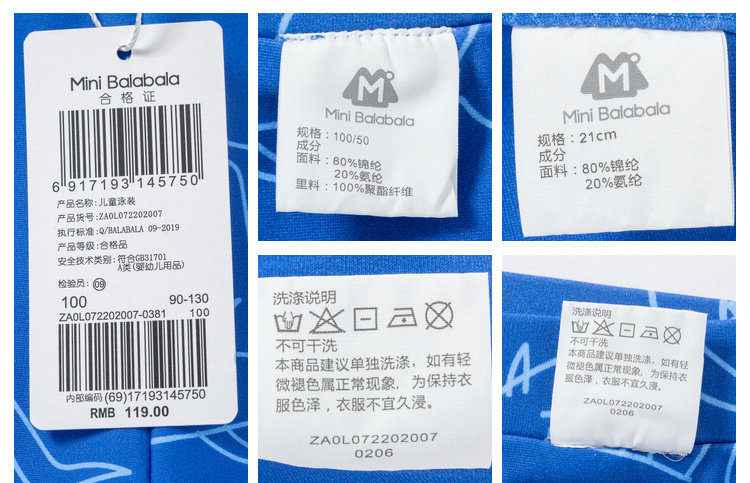 Mini Balabala
合格证
6 917193 145750
产品名称: 儿童泳装
产品货号: ZA0L072202007
执行标准: Q/BALABALA 09-2019
产品等级: 合格品
安全技术类别: 符合GB31701
A类(婴幼儿用品)
检验员: 09
100 90-130
ZA0L072202007-0381 100
内部编码 (69)17193145750
RMB 119.00
M
Mini Balabala
规格：100/50
成分
面料：80%锦纶
20%氨纶
里料：100%聚酯纤维
M
Mini Balabala
规格：21cm
成分
面料：80%锦纶
20%氨纶
洗涤说明
不可干洗
本商品建议单独洗涤，如有轻
微褪色属正常现象，为保持衣
服色泽，衣服不宜久浸。
ZA0L072202007
0206
洗涤说明
不可干洗
本商品建议单独洗涤，如有轻
微褪色属正常现象，为保持衣
服色泽，衣服不宜久浸。
ZA0L072202007
0206